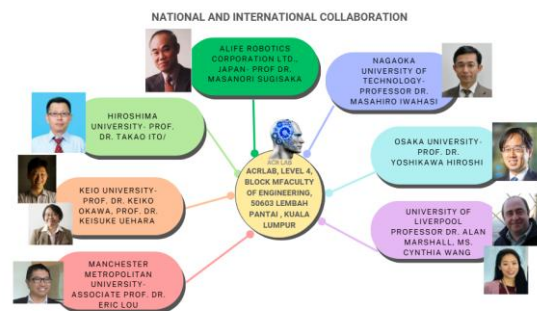 NATIONAL AND INTERNATIONAL COLLABORATION
ALIFE ROBOTICS
CORPORATION LTD.,
JAPAN- PROF DR.
MASANORI SUGISAKA
NAGAOKA
UNIVERSITY OF
TECHNOLOGY-
PROFESSOR DR.
MASAHIRO IWAHASI
HIROSHIMA
UNIVERSITY- PROF.
DR. TAKAO ITO/
OSAKA UNIVERSITY-
PROF. DR.
YOSHIKAWA HIROSHI
ACR LAB
ACRLAB, LEVEL 4,
BLOCK MFACULTY
OF ENGINEERING,
50603 LEMBAH
PANTAI , KUALA
LUMPUR
KEIO UNIVERSITY-
PROF. DR. KEIKO
OKAWA, PROF. DR.
KEISUKE UEHARA
UNIVERSITY OF
LIVERPOOL
PROFESSOR DR. ALAN
MARSHALL, MS.
CYNTHIA WANG
MANCHESTER
METROPOLITAN
UNIVERSITY-
ASSOCIATE PROF. DR.
ERIC LOU